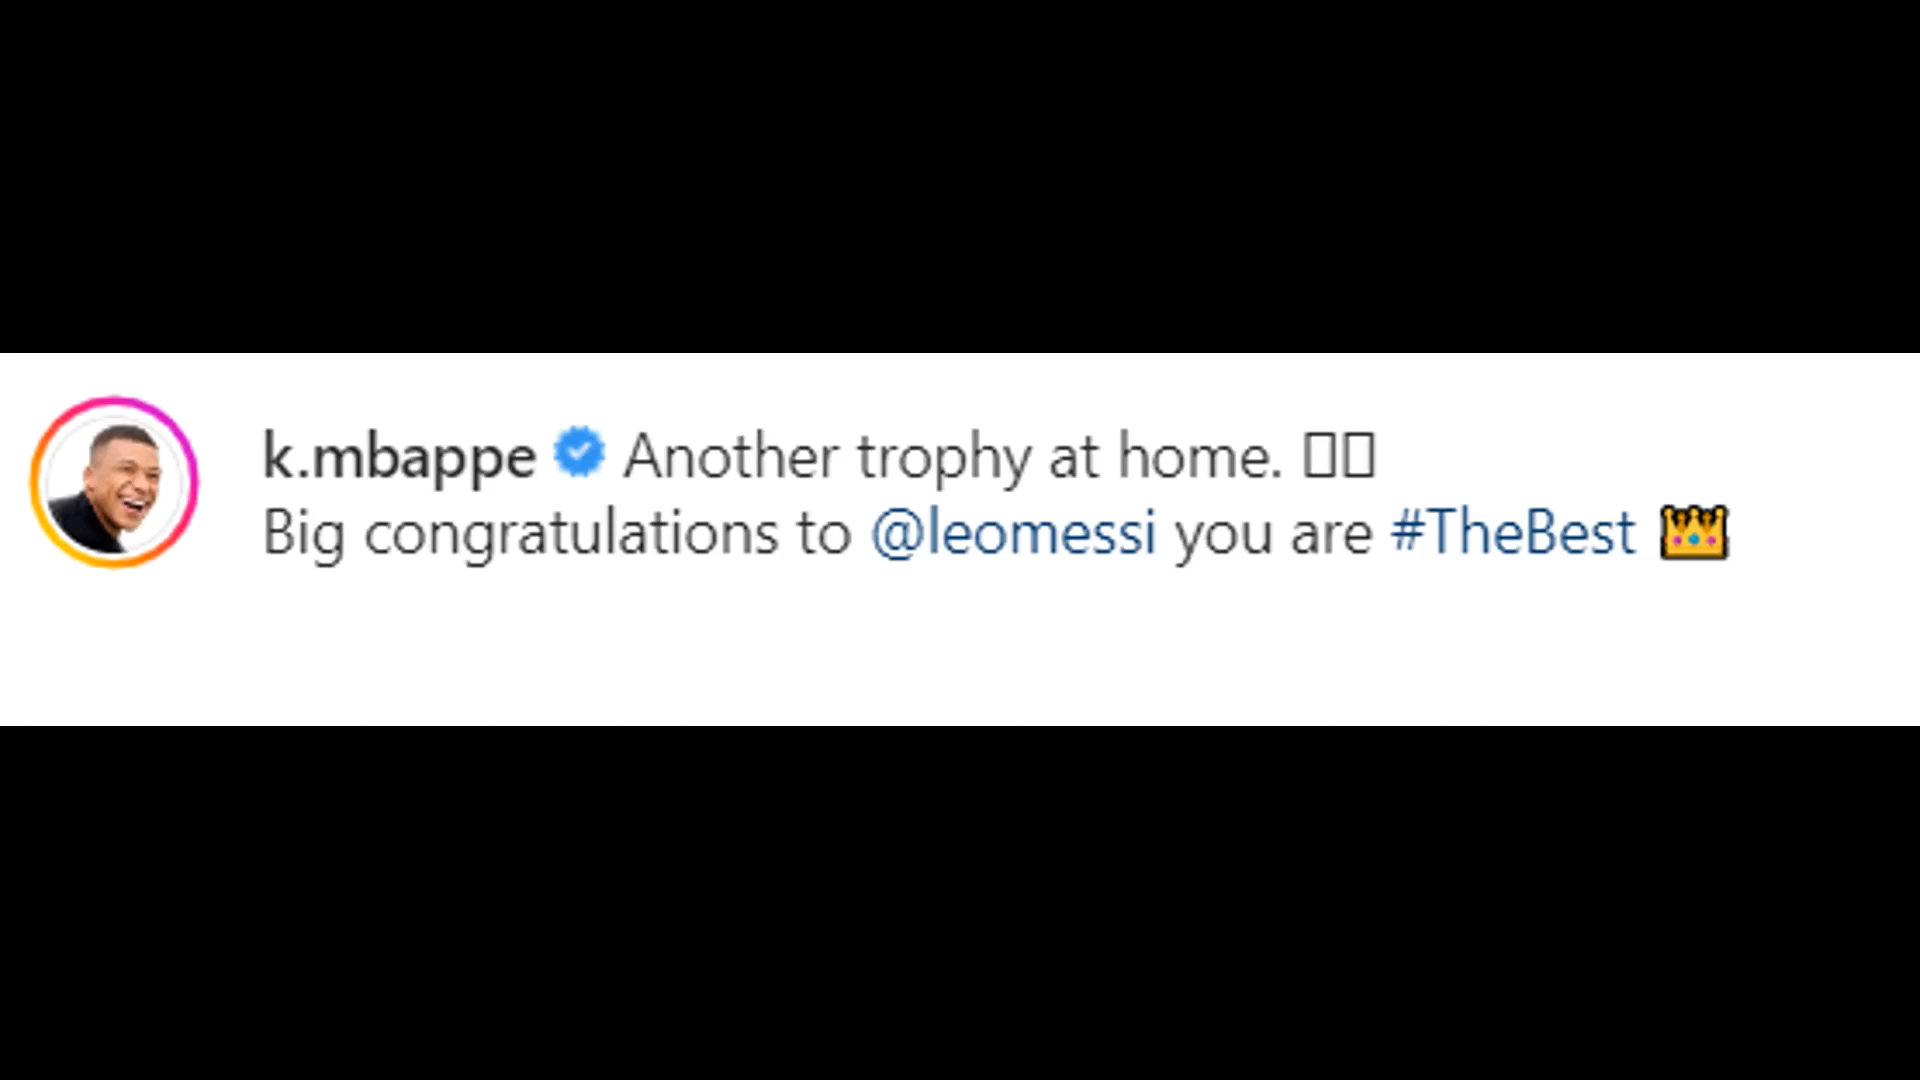 k.mbappe Another trophy at home. 􏿿􏿿
Big congratulations to @leomessi you are #TheBest 👑